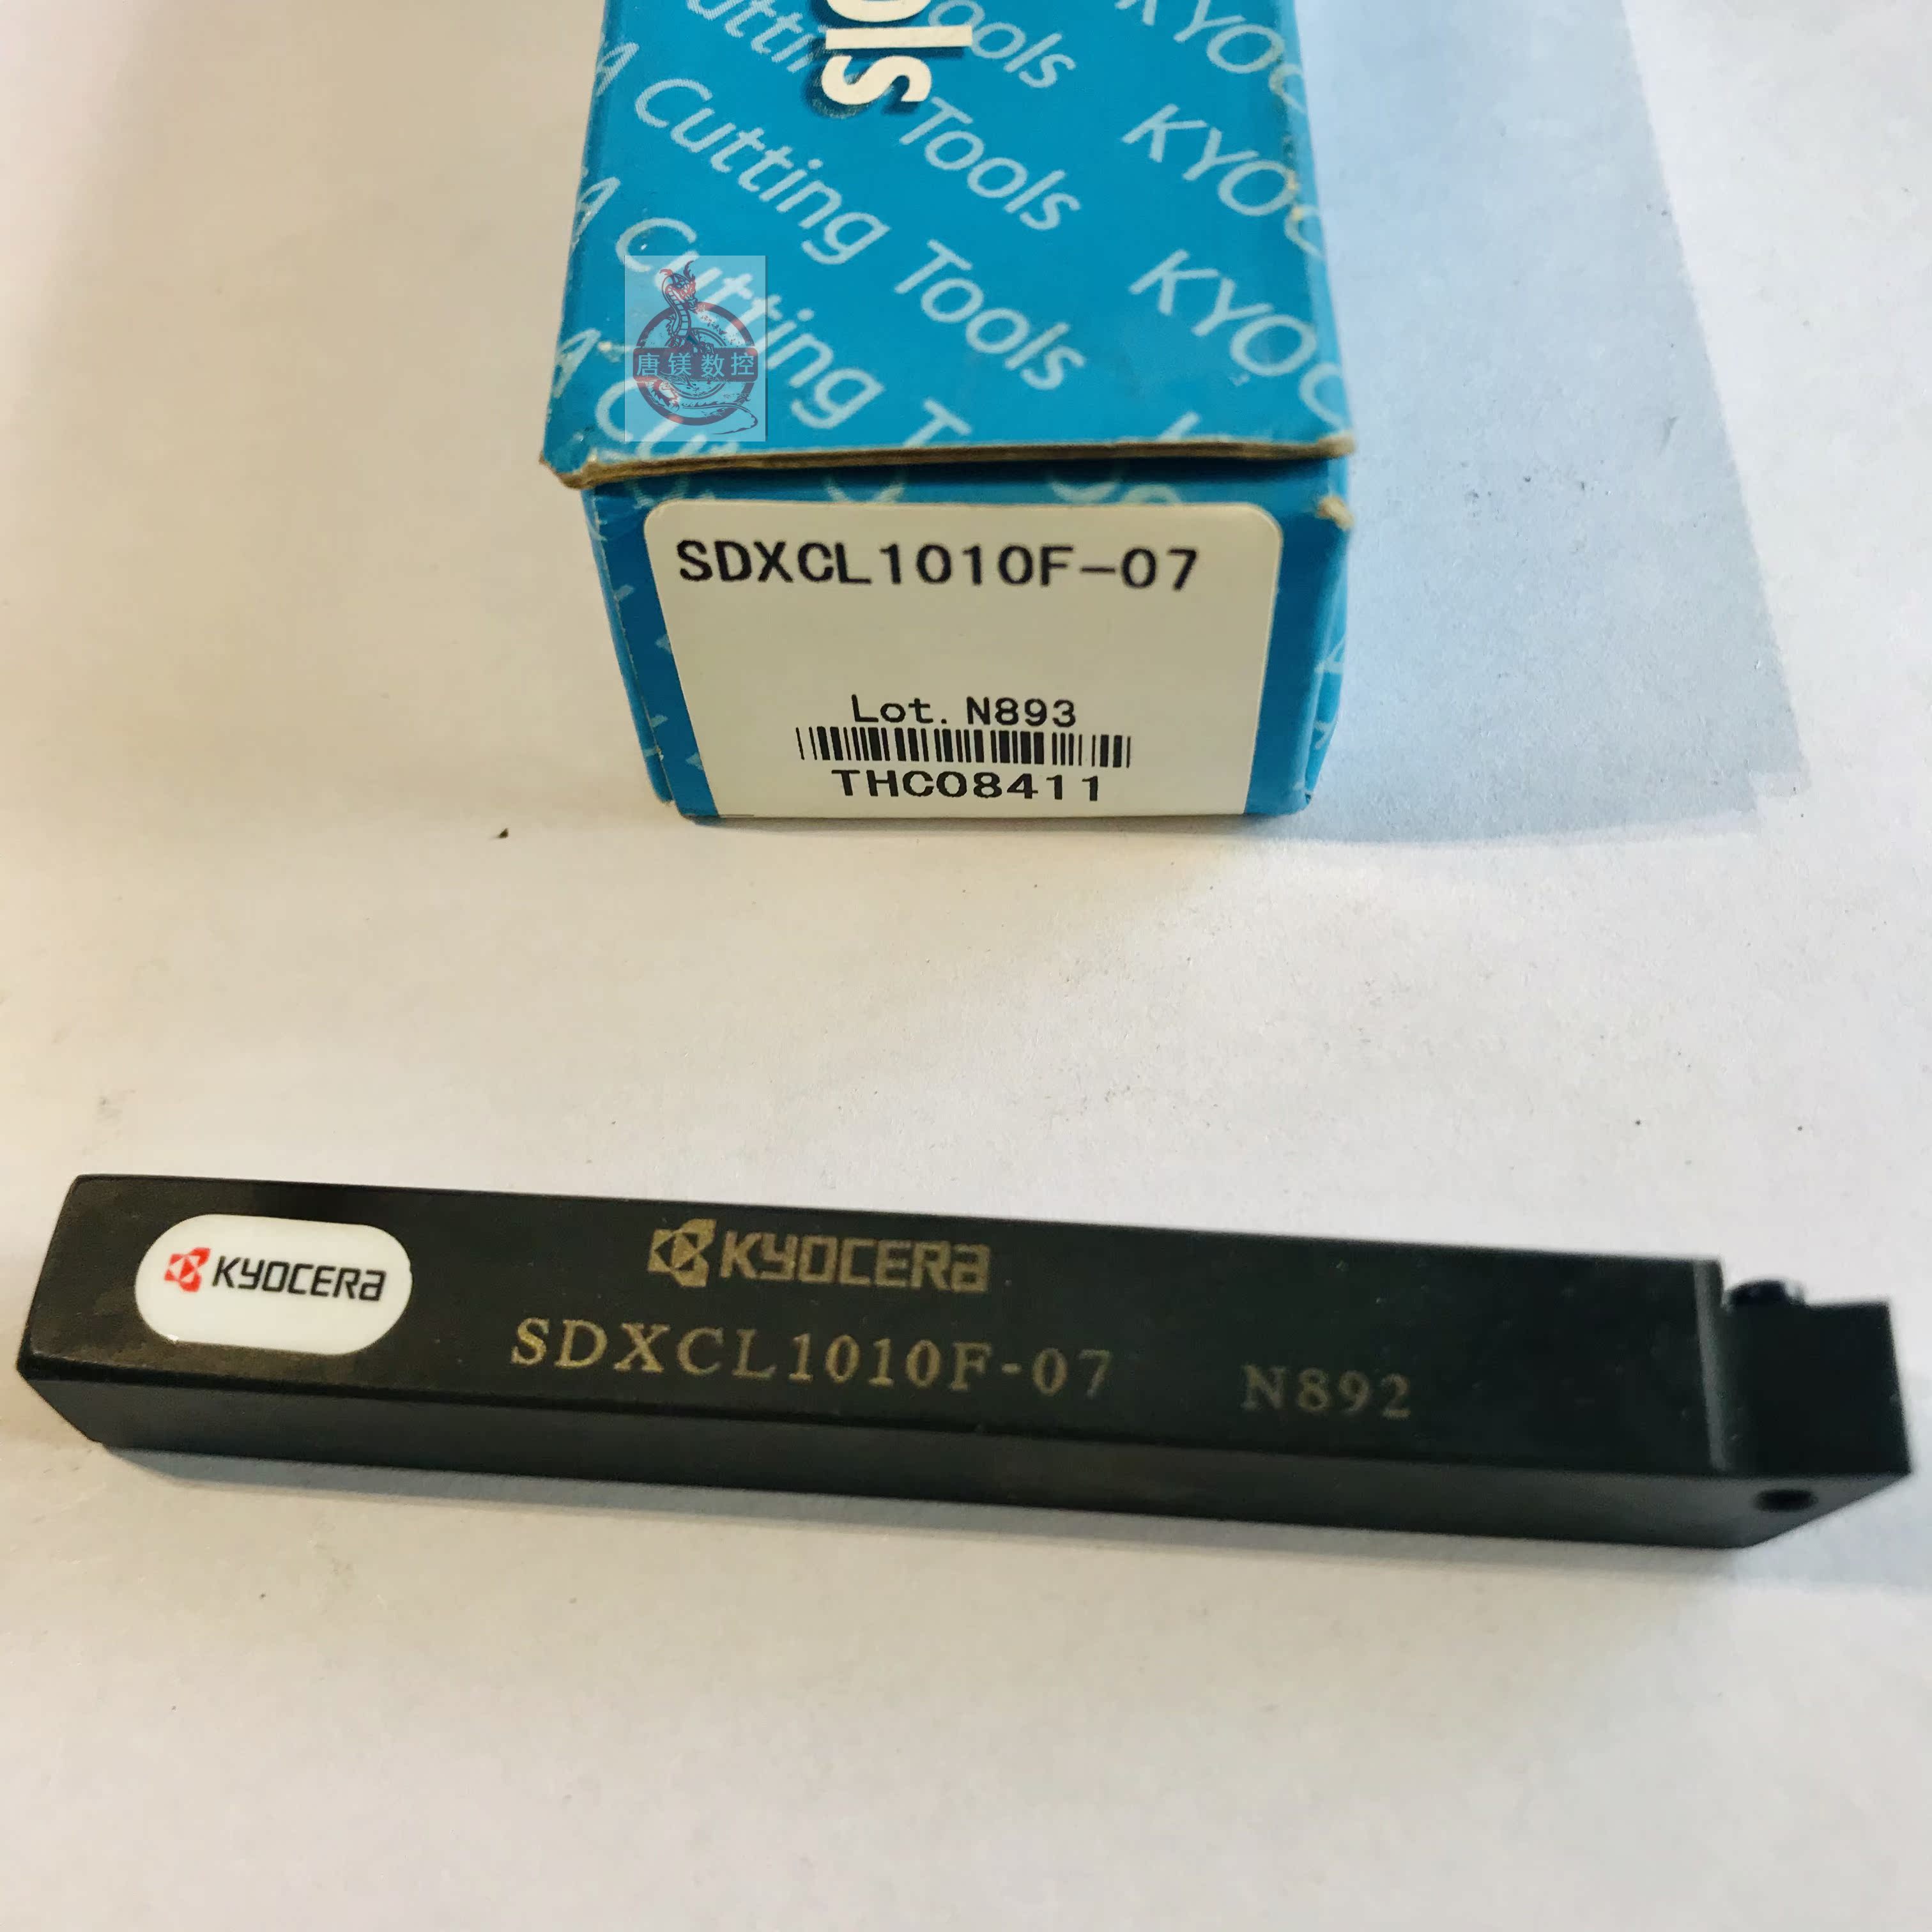 ols
Cutting Tools KYOC
A Cutting Tools KYOC
A Cutting Tools KYOC
唐镁数控
SDXCL1010F-07
Lot. N893
THC08411
KYOCERA
KYOCERA
SDXCL1010F-07 N892